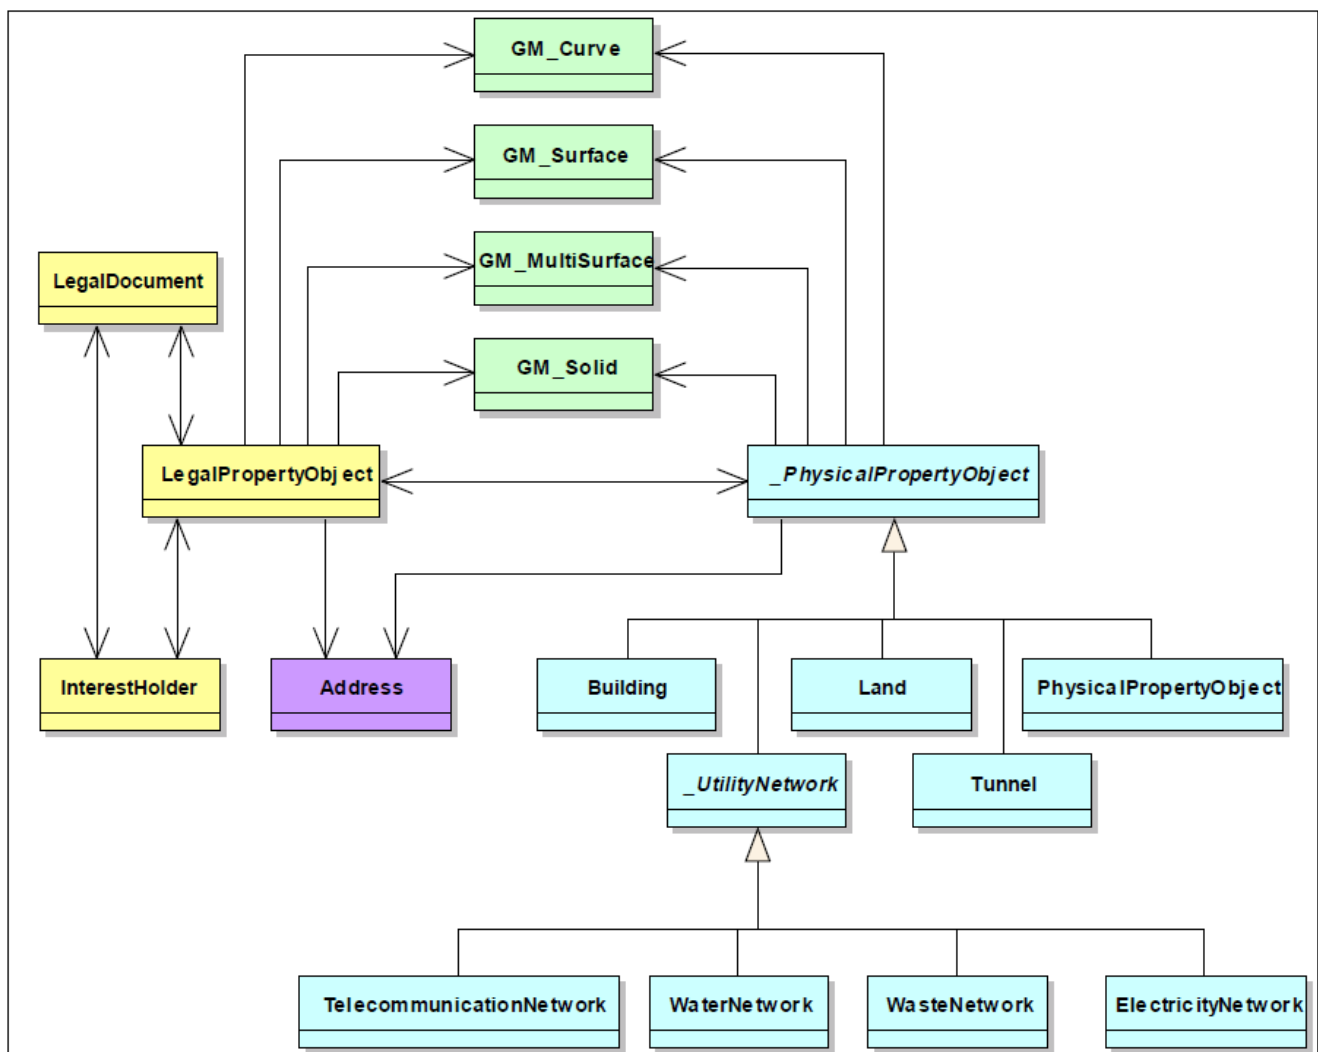 GM_Curve
GM_Surface
GM_MultiSurface
LegalDocument
GM_Solid
LegalPropertyObject
_PhysicalPropertyObject
InterestHolder
Address
Building
Land
PhysicalPropertyObject
_UtilityNetwork
Tunnel
TelecommunicationNetwork
WaterNetwork
WasteNetwork
ElectricityNetwork